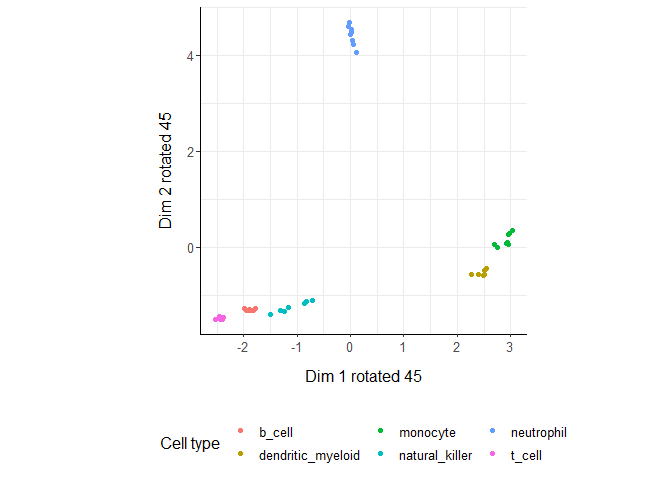 4
2
0
Dim 2 rotated 45
-2
-1
0
1
2
3
Dim 1 rotated 45
Cell type
b_cell
monocyte
neutrophil
dendritic_myeloid
natural_killer
t_cell